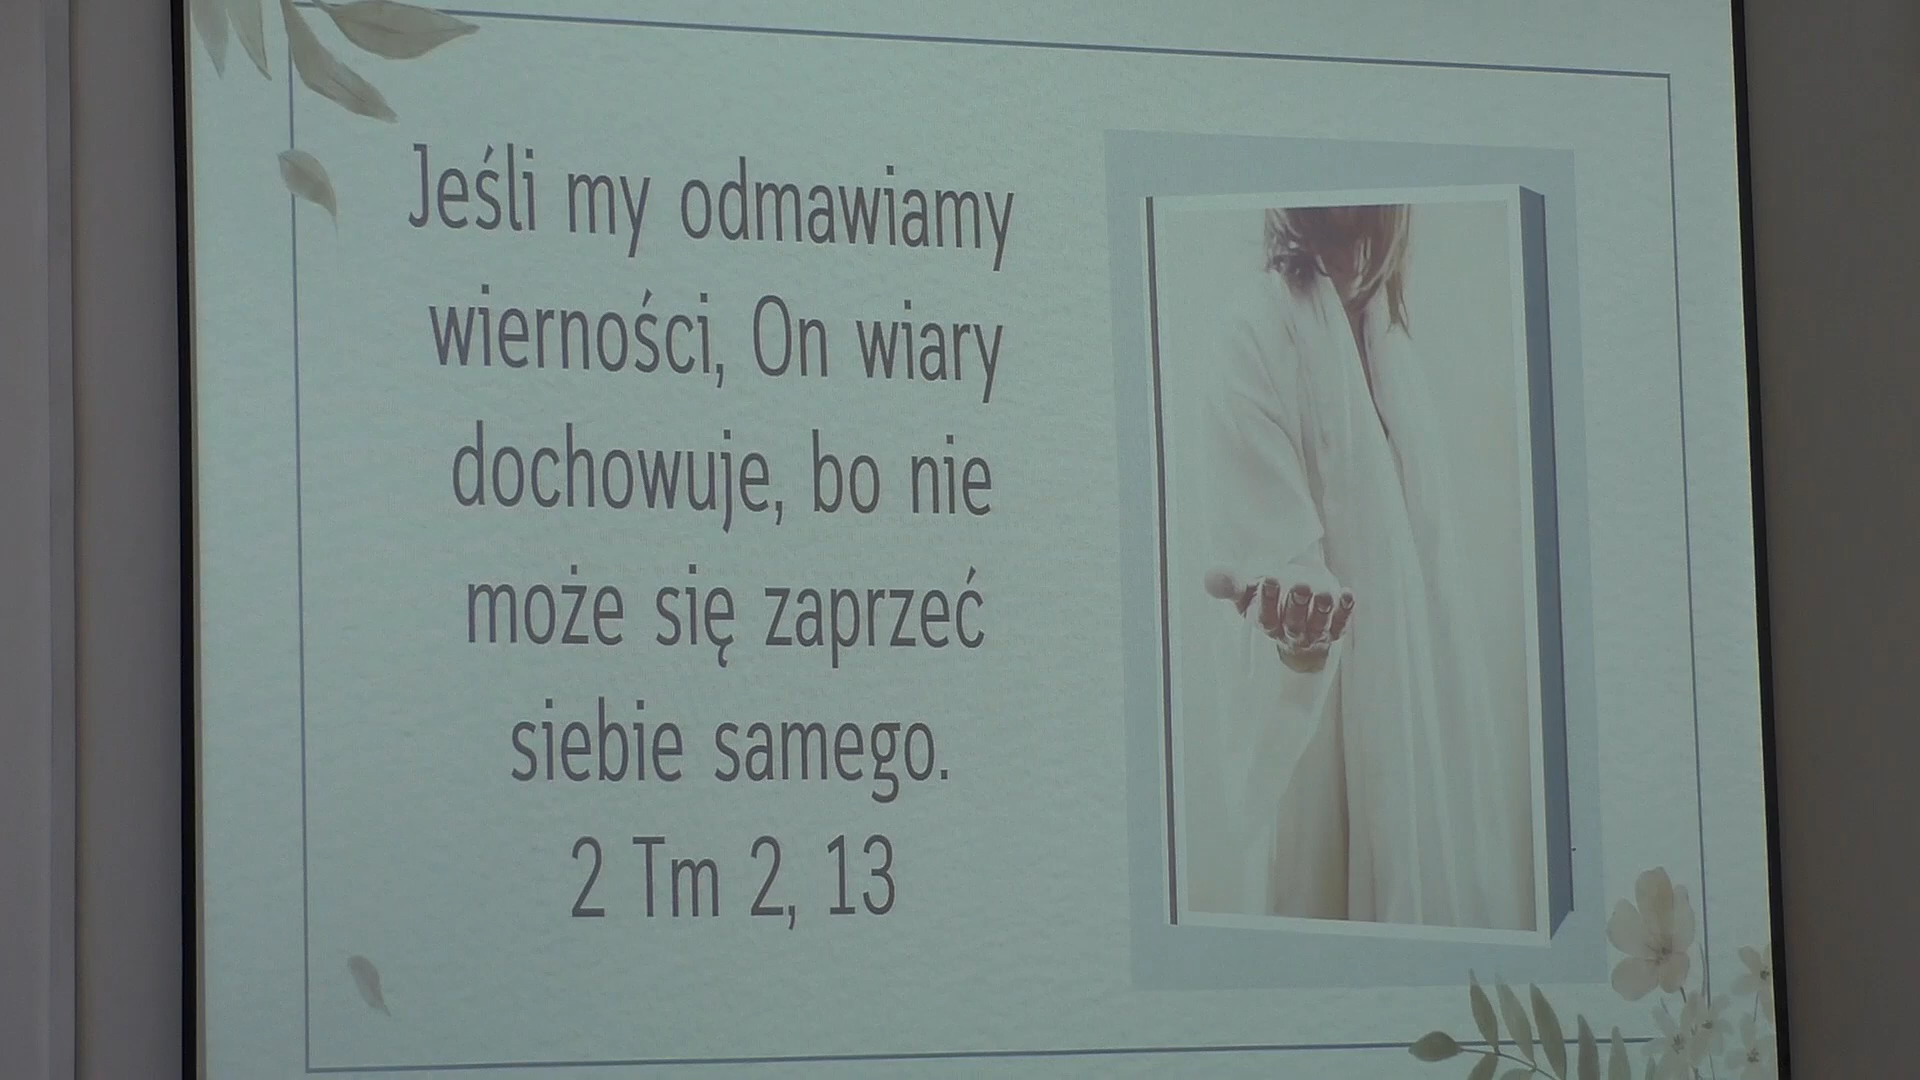 Jeśli my odmawiamy
wierności, On wiary
dochowuje, bo nie
może się zaprzeć
siebie samego.
2 Tm 2, 13